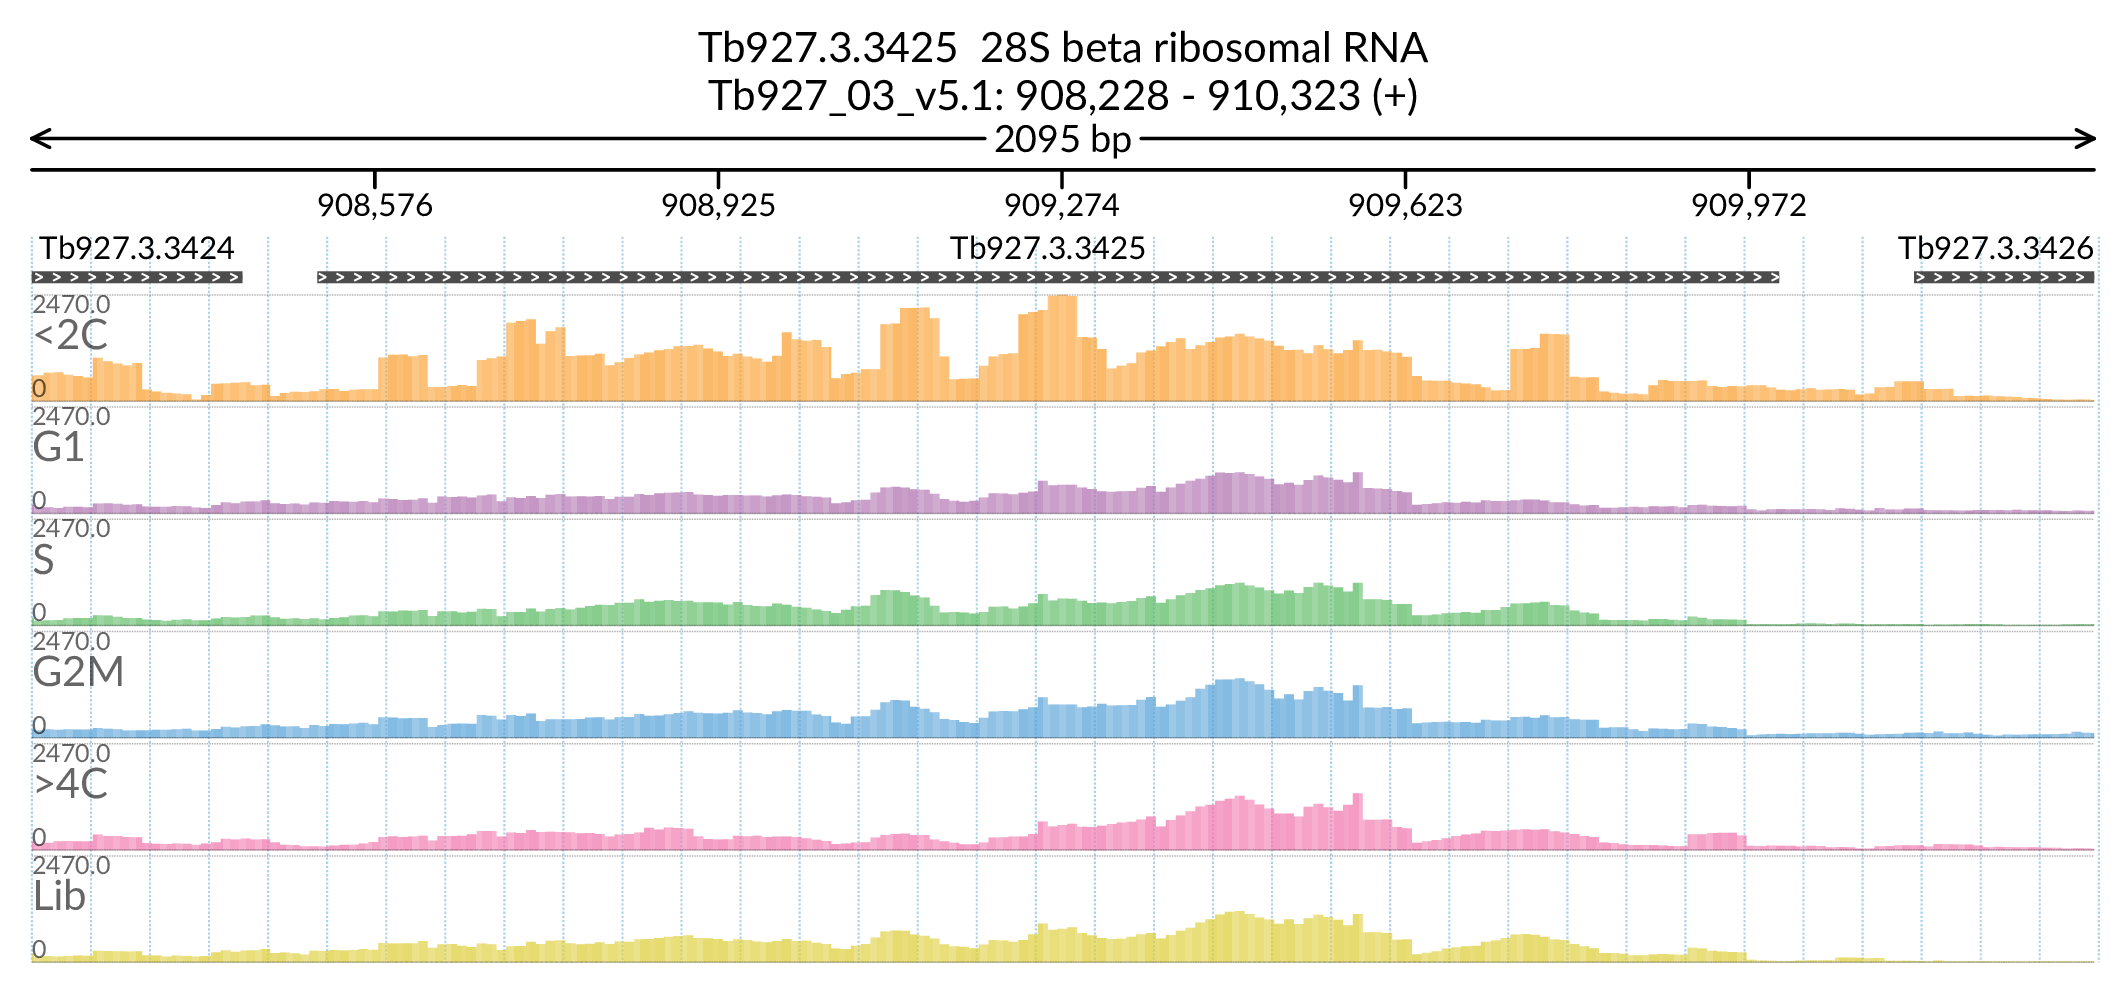 Tb927.3.3425  28S beta ribosomal RNA
Tb927_03_v5.1: 908,228 - 910,323 (+)
2095 bp
908,576 908,925 909,274 909,623 909,972
Tb927.3.3424 Tb927.3.3425 Tb927.3.3426
2470.0
<2C
0
2470.0
G1
0
2470.0
S
0
2470.0
G2M
0
2470.0
>4C
0
2470.0
Lib
0